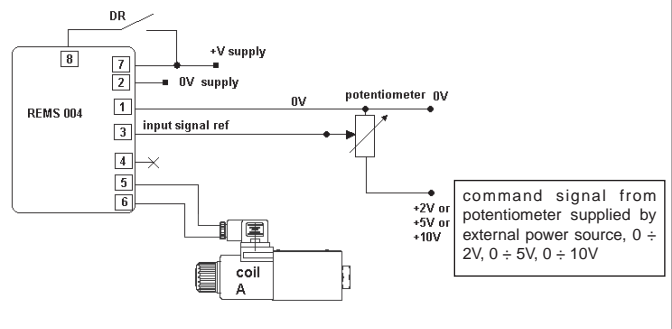 DR
8
7
+V supply
2
0V supply
REMS 004
1
0V
potentiometer 0V
3
input signal ref
4
5
6
+2V or
+5V or
+10V
command signal from
potentiometer supplied by
external power source, 0 ÷
2V, 0 ÷ 5V, 0 ÷ 10V
coil
A